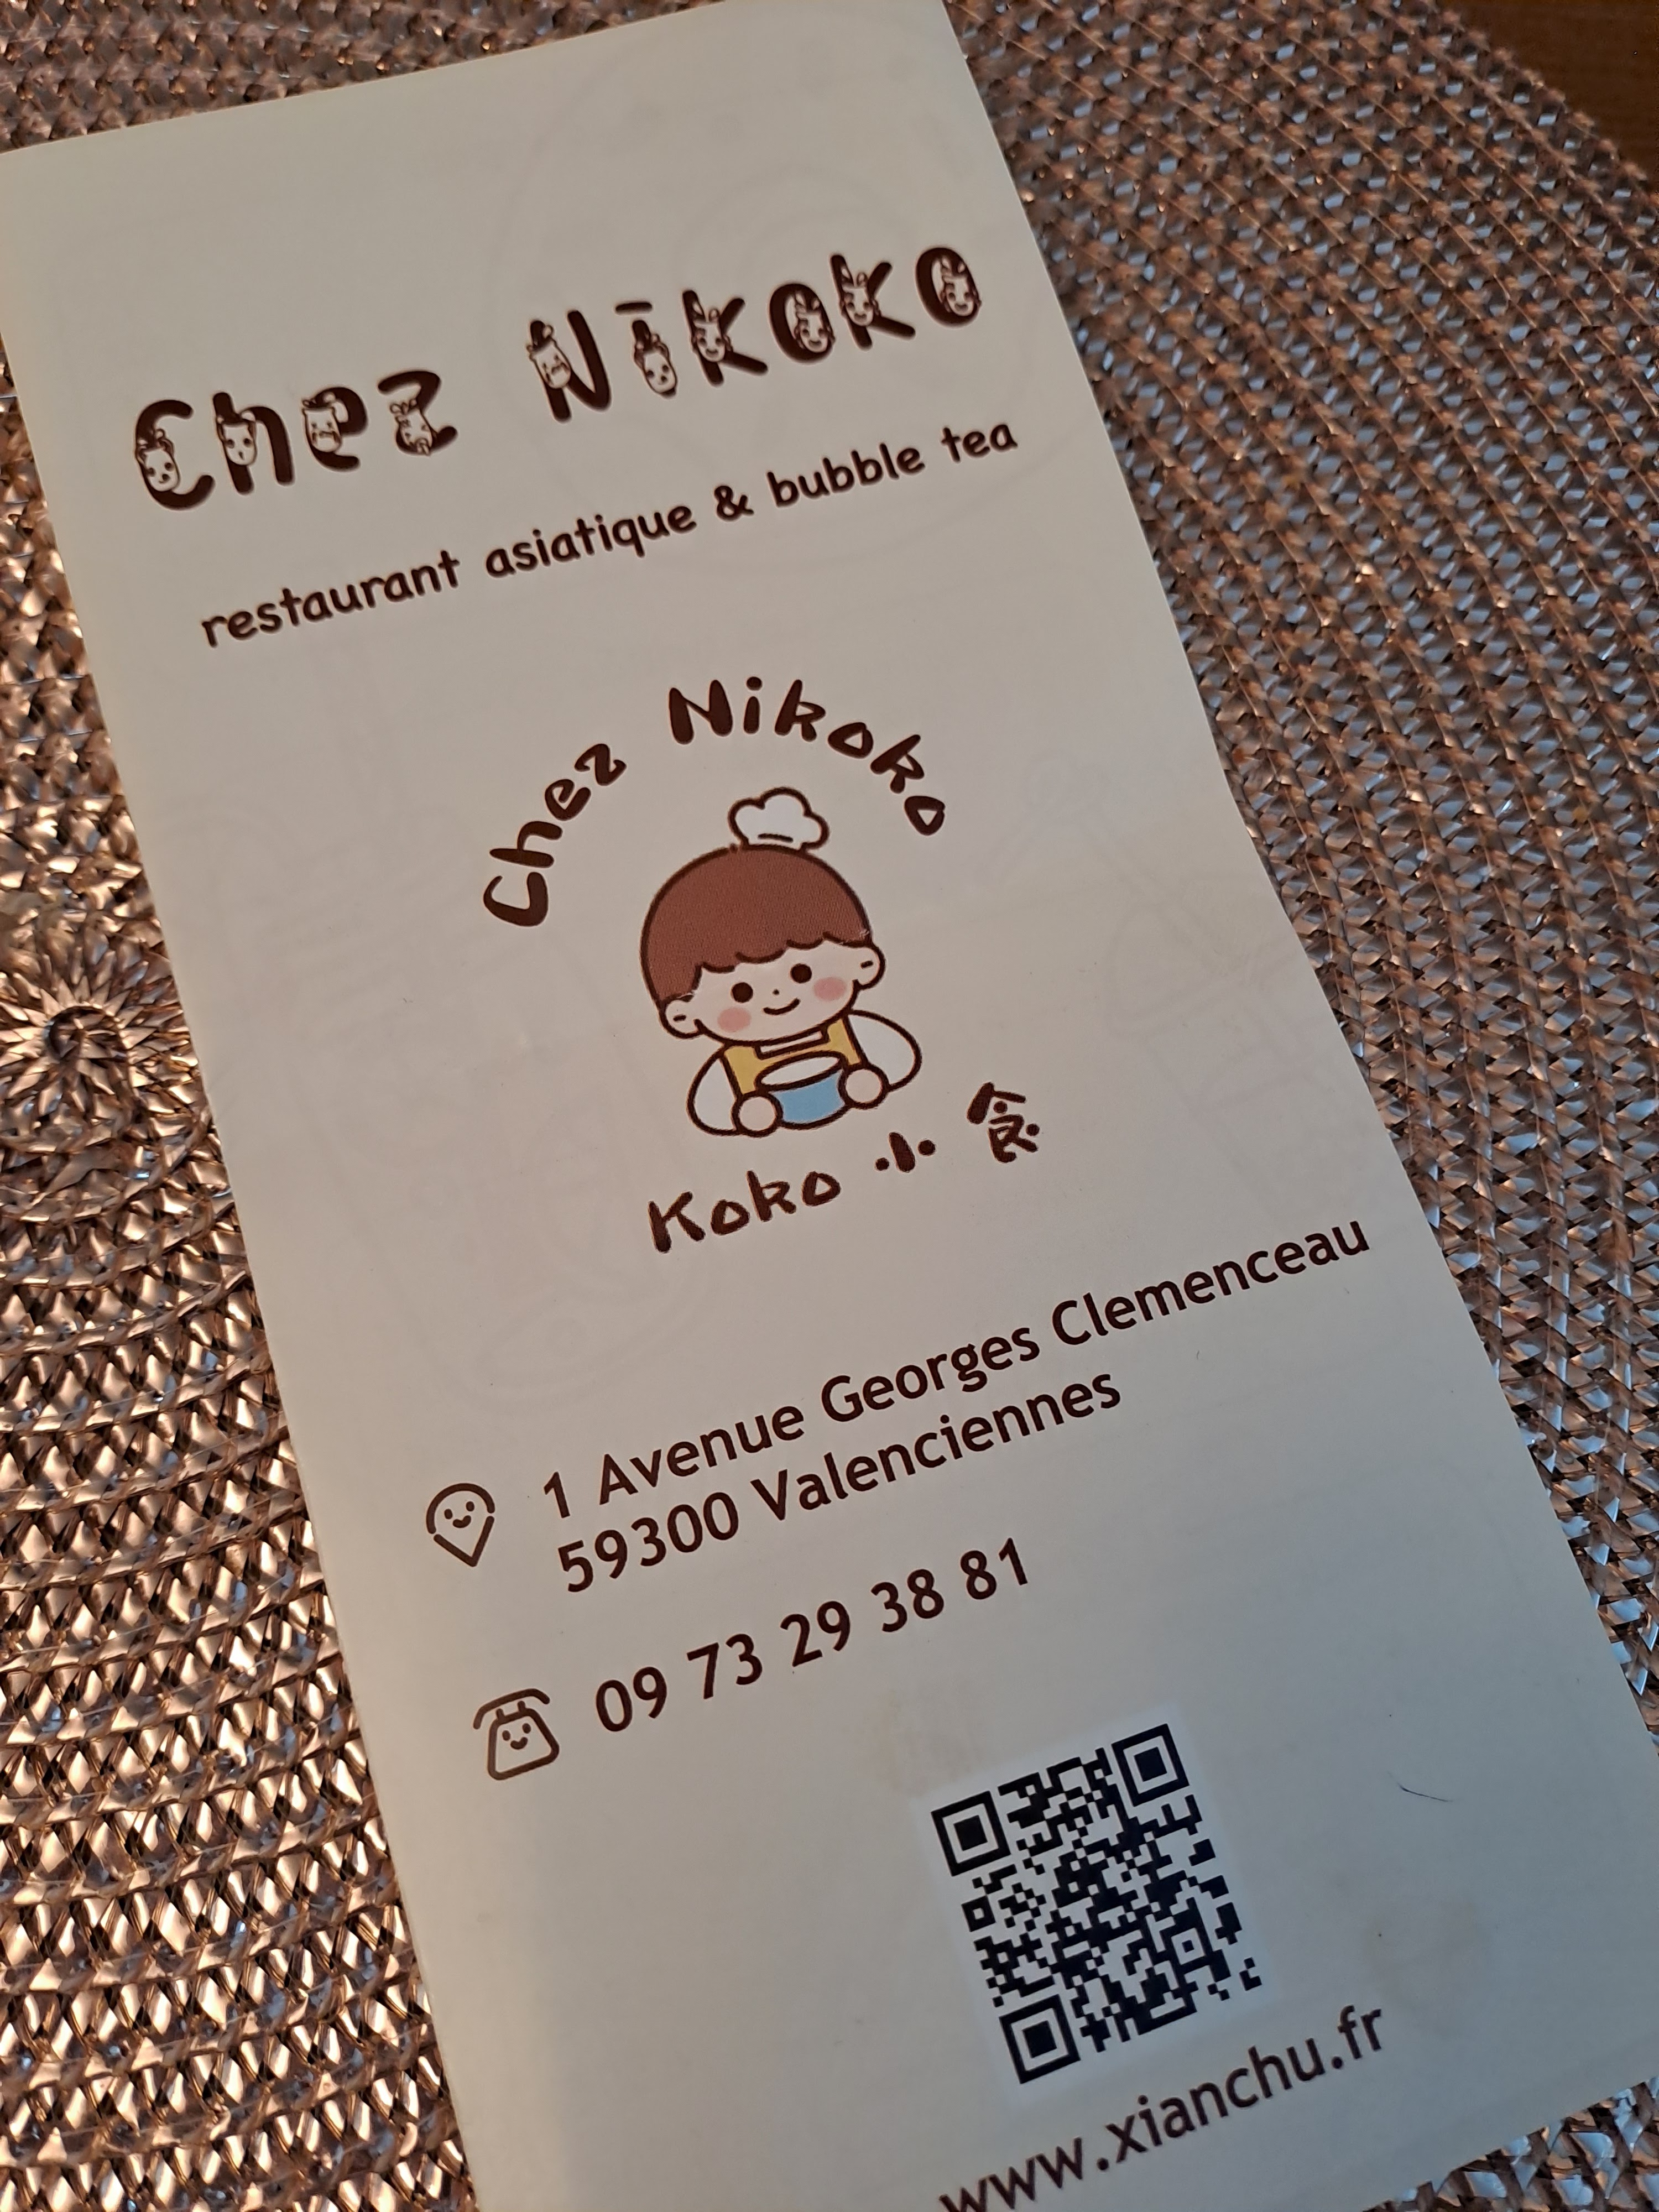 Chez Nikoko
restaurant asiatique & bubble tea
Chez Nikoko
Koko 小食
1 Avenue Georges Clemenceau
59300 Valenciennes
09 73 29 38 81
www.xianchu.fr